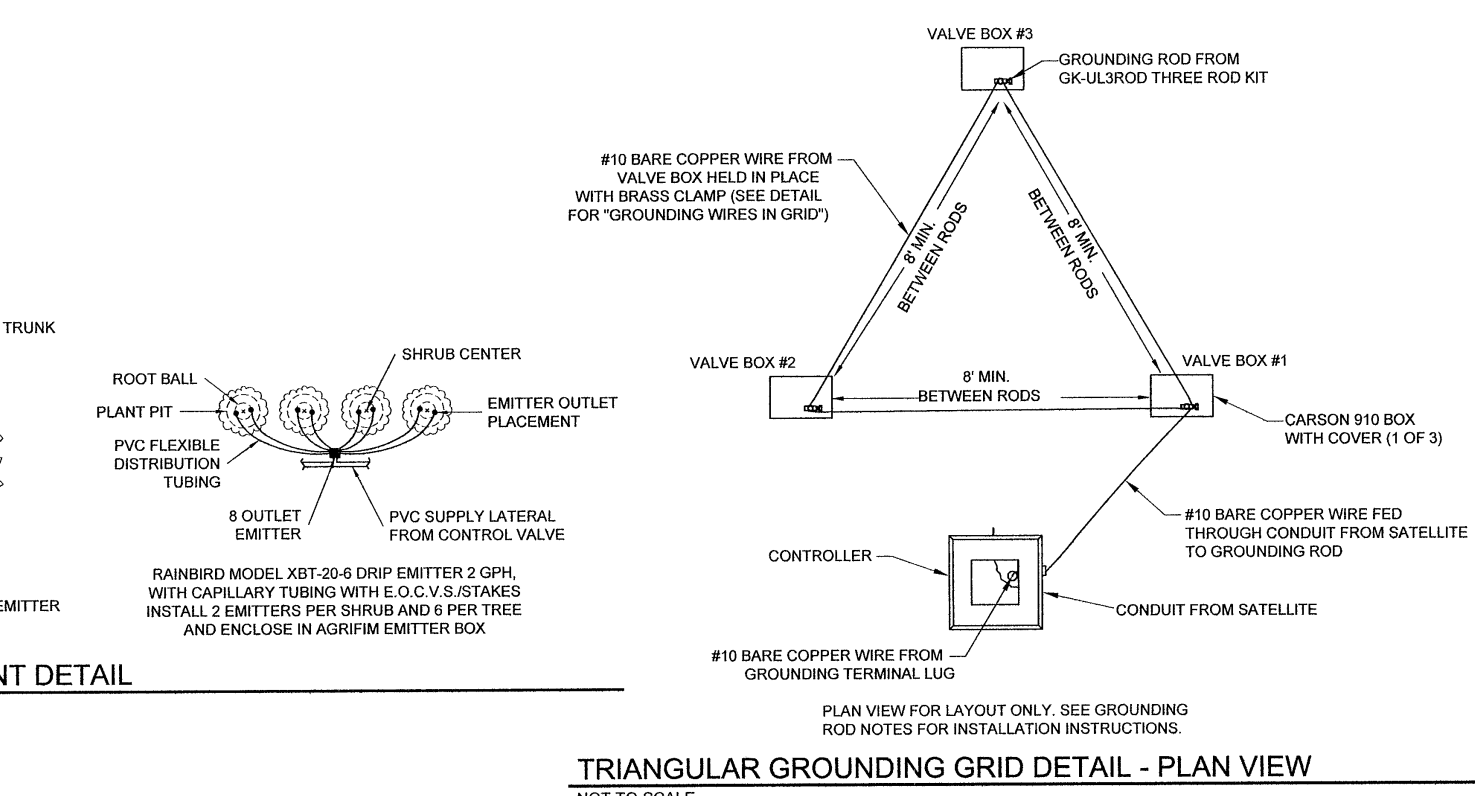 TRUNK
SHRUB CENTER
ROOT BALL
PLANT PIT
EMITTER OUTLET
PLACEMENT
PVC FLEXIBLE
DISTRIBUTION
TUBING
8 OUTLET
EMITTER
PVC SUPPLY LATERAL
FROM CONTROL VALVE
EMITTER
RAINBIRD MODEL XBT-20-6 DRIP EMITTER 2 GPH,
WITH CAPILLARY TUBING WITH E.O.C.V.S./STAKES
INSTALL 2 EMITTERS PER SHRUB AND 6 PER TREE
AND ENCLOSE IN AGRIFIM EMITTER BOX
NT DETAIL
VALVE BOX #3
GROUNDING ROD FROM
GK-UL3ROD THREE ROD KIT
#10 BARE COPPER WIRE FROM
VALVE BOX HELD IN PLACE
WITH BRASS CLAMP (SEE DETAIL
FOR "GROUNDING WIRES IN GRID")
8' MIN.
BETWEEN RODS
8' MIN.
BETWEEN RODS
VALVE BOX #2
VALVE BOX #1
8' MIN.
BETWEEN RODS
CARSON 910 BOX
WITH COVER (1 OF 3)
#10 BARE COPPER WIRE FED
THROUGH CONDUIT FROM SATELLITE
TO GROUNDING ROD
CONTROLLER
CONDUIT FROM SATELLITE
#10 BARE COPPER WIRE FROM
GROUNDING TERMINAL LUG
PLAN VIEW FOR LAYOUT ONLY. SEE GROUNDING
ROD NOTES FOR INSTALLATION INSTRUCTIONS.
TRIANGULAR GROUNDING GRID DETAIL - PLAN VIEW
NOT TO SCALE